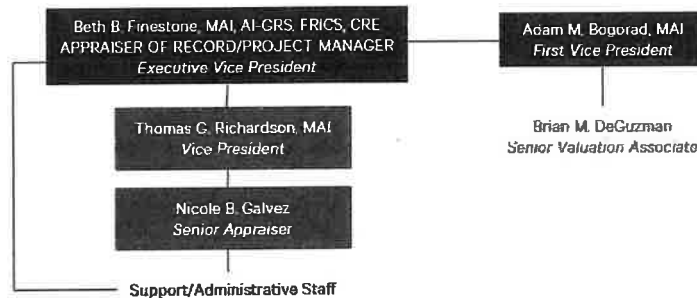 Beth B. Finestone, MAI, AI-GRS, FRICS, CRE
APPRAISER OF RECORD/PROJECT MANAGER
Executive Vice President
Adam M. Bogorad, MAI
First Vice President
Thomas G. Richardson, MAI
Vice President
Brian M. DeGuzman
Senior Valuation Associate
Nicole B. Galvez
Senior Appraiser
Support/Administrative Staff